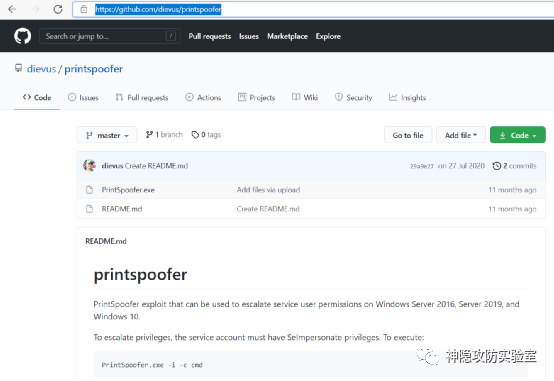 https://github.com/dievus/printspoofer
Search or jump to... /
Pull requests Issues Marketplace Explore
dievus / printspoofer
Code Issues Pull requests Actions Projects Wiki Security Insights
master 1 branch 0 tags Go to file Add file Code
dievus Create README.md 29a9e27 on 27 Jul 2020 2 commits
PrintSpoofer.exe Add files via upload 11 months ago
README.md Create README.md 11 months ago
README.md
printspoofer
PrintSpoofer exploit that can be used to escalate service user permissions on Windows Server 2016, Server 2019, and
Windows 10.
To escalate privileges, the service account must have SeImpersonate privileges. To execute:
PrintSpoofer.exe -i -c cmd
神隐攻防实验室